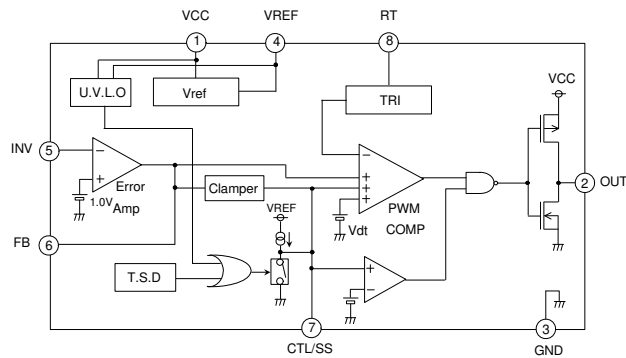 VCC VREF RT
1 4 8
VCC
U.V.L.O Vref TRI
INV 5
Error
Amp
1.0V
Clamper
PWM
COMP
Vdt
2 OUT
FB 6
VREF
T.S.D
7
CTL/SS
3
GND